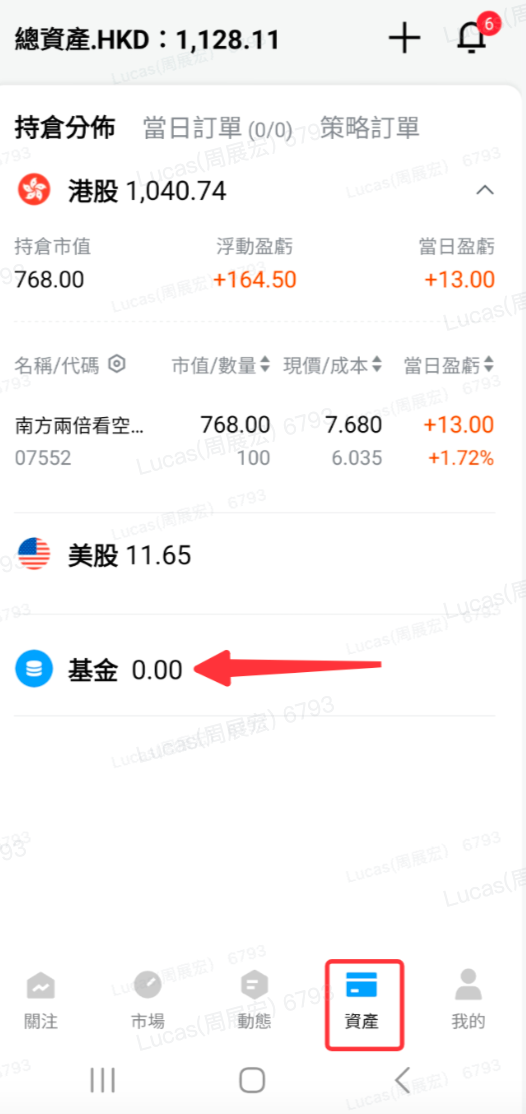 總資產.HKD：1,128.11
6
持倉分佈 當日訂單 (0/0) 策略訂單
港股 1,040.74
持倉市值 浮動盈虧 當日盈虧
768.00 +164.50 +13.00
名稱/代碼 市值/數量 現價/成本 當日盈虧
南方兩倍看空... 768.00 7.680 +13.00
07552 100 6.035 +1.72%
美股 11.65
基金 0.00
關注 市場 動態 資產 我的
Lucas(周展宏) 6793